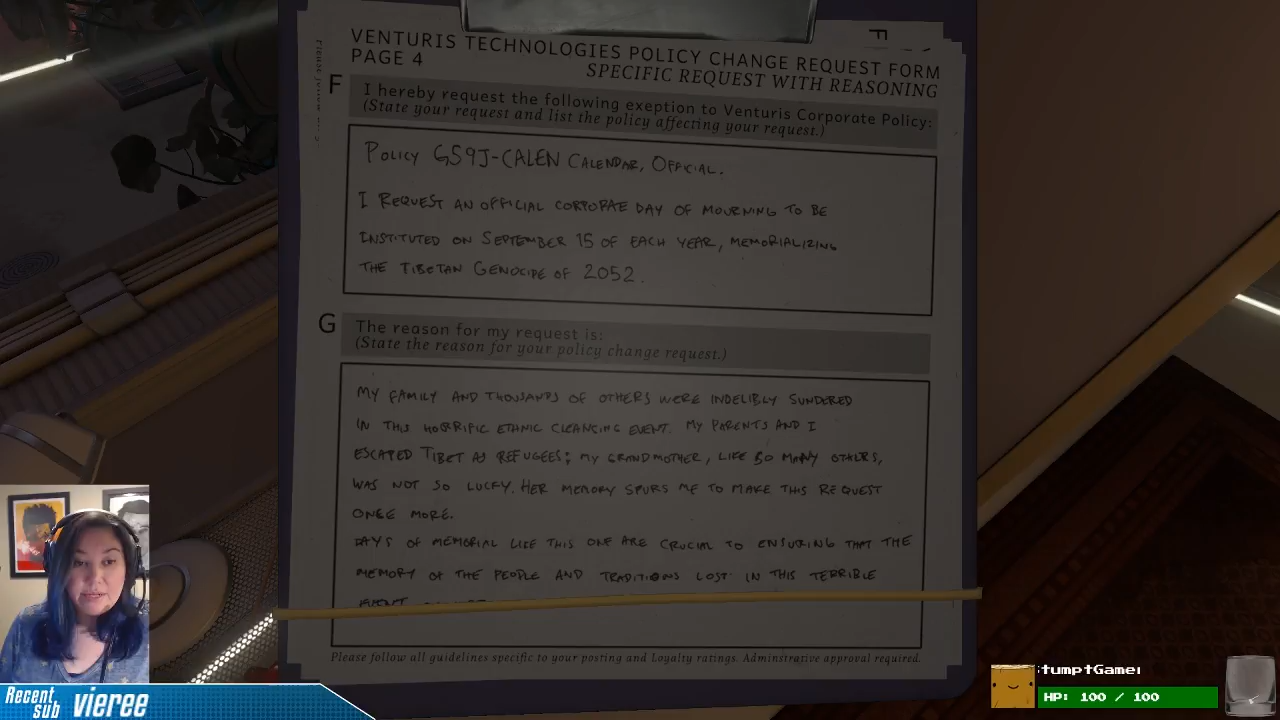 VENTURIS TECHNOLOGIES POLICY CHANGE REQUEST FORM
PAGE 4
SPECIFIC REQUEST WITH REASONING
F
I hereby request the following exeption to Venturis Corporate Policy:
(State your request and list the policy affecting your request.)
POLICY GS9J-CALEN CALENDAR, OFFICIAL.
I REQUEST AN OFFICIAL CORPORATE DAY OF MOURNING TO BE
INSTITUTED ON SEPTEMBER 15 OF EACH YEAR, MEMORIALIZING
THE TIBETAN GENOCIDE OF 2052.
G
The reason for my request is:
(State the reason for your policy change request.)
MY FAMILY AND THOUSANDS OF OTHERS WERE INDELIBLY SUNDERED
IN THIS HORRIFIC ETHNIC CLEANSING EVENT. MY PARENTS AND I
ESCAPED TIBET AS REFUGEES; MY GRANDMOTHER, LIKE SO MANY OTHERS,
WAS NOT SO LUCKY. HER MEMORY SPURS ME TO MAKE THIS REQUEST
ONCE MORE.
DAYS OF MEMORIAL LIKE THIS ONE ARE CRUCIAL TO ENSURING THAT THE
MEMORY OF THE PEOPLE AND TRADITIONS LOST IN THIS TERRIBLE
EVENT
Please follow all guidelines specific to your posting and Loyalty ratings. Adminstrative approval required.
Recent
sub
vieree
tumptGamer
HP: 100 / 100